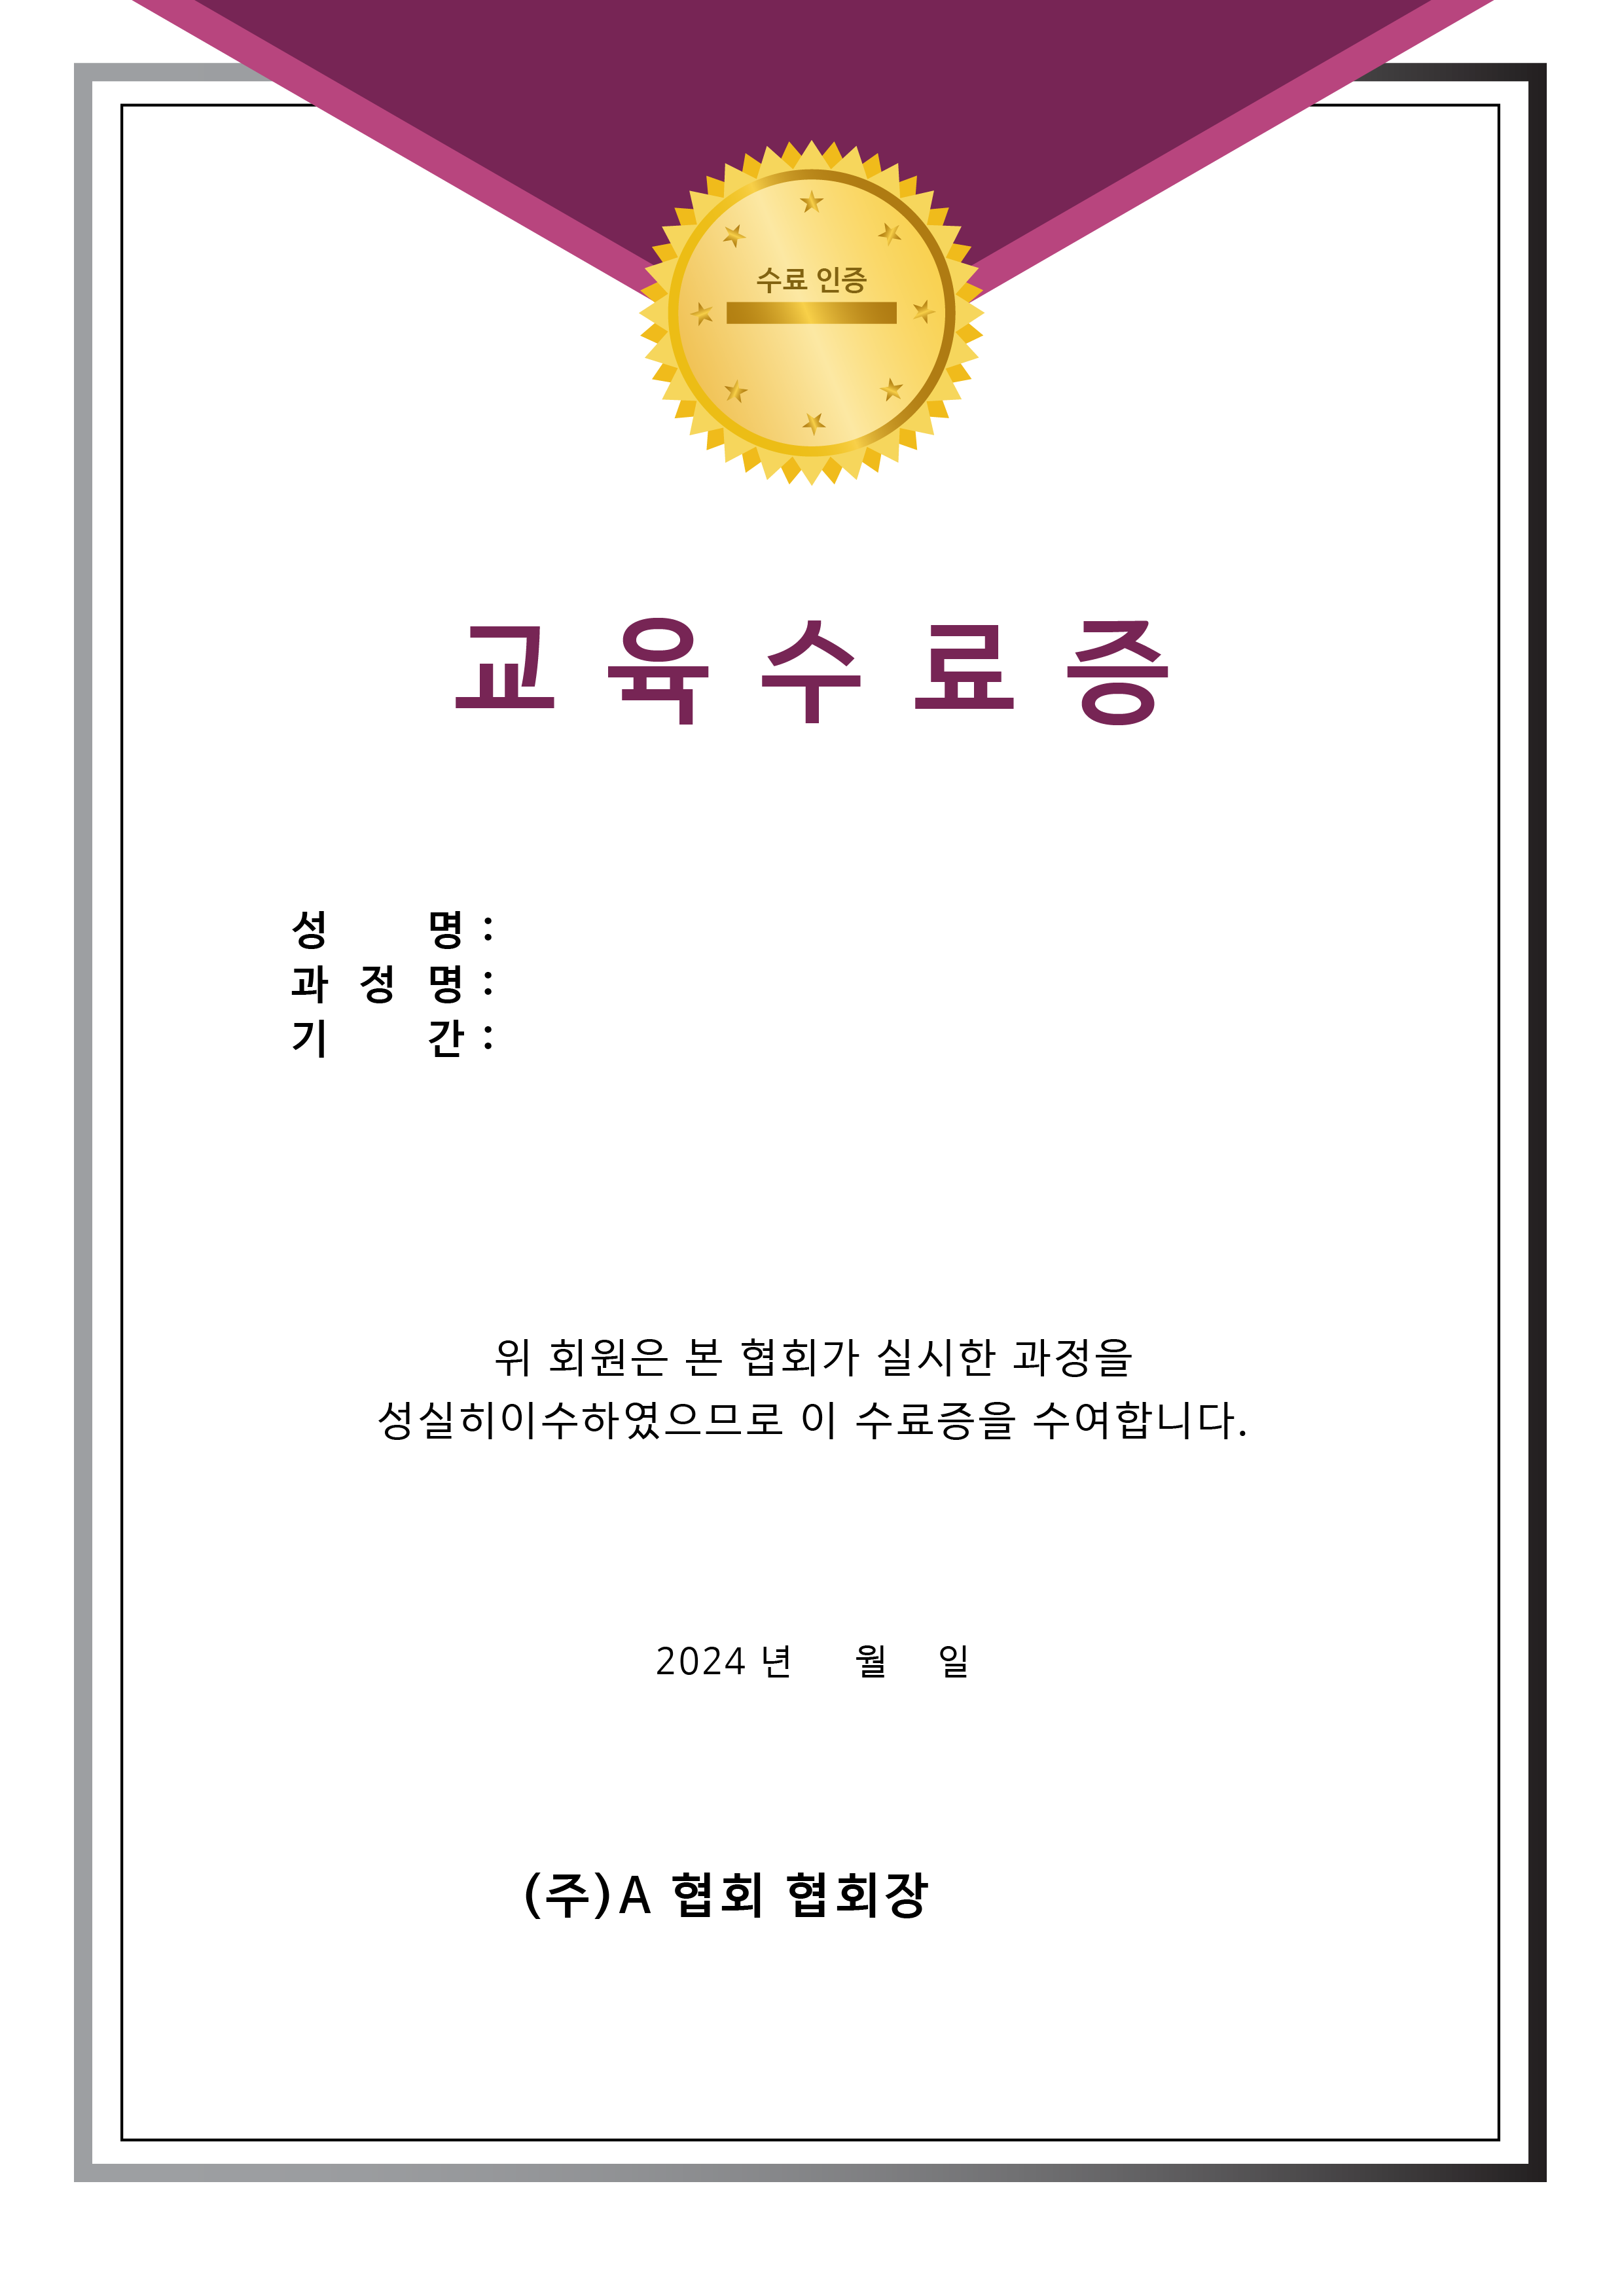 수료 인증
교 육 수 료 증
성 명 :
과 정 명 :
기 간 :
위 회원은 본 협회가 실시한 과정을
성실히이수하였으므로 이 수료증을 수여합니다.
2024 년 월 일
(주)A 협회 협회장